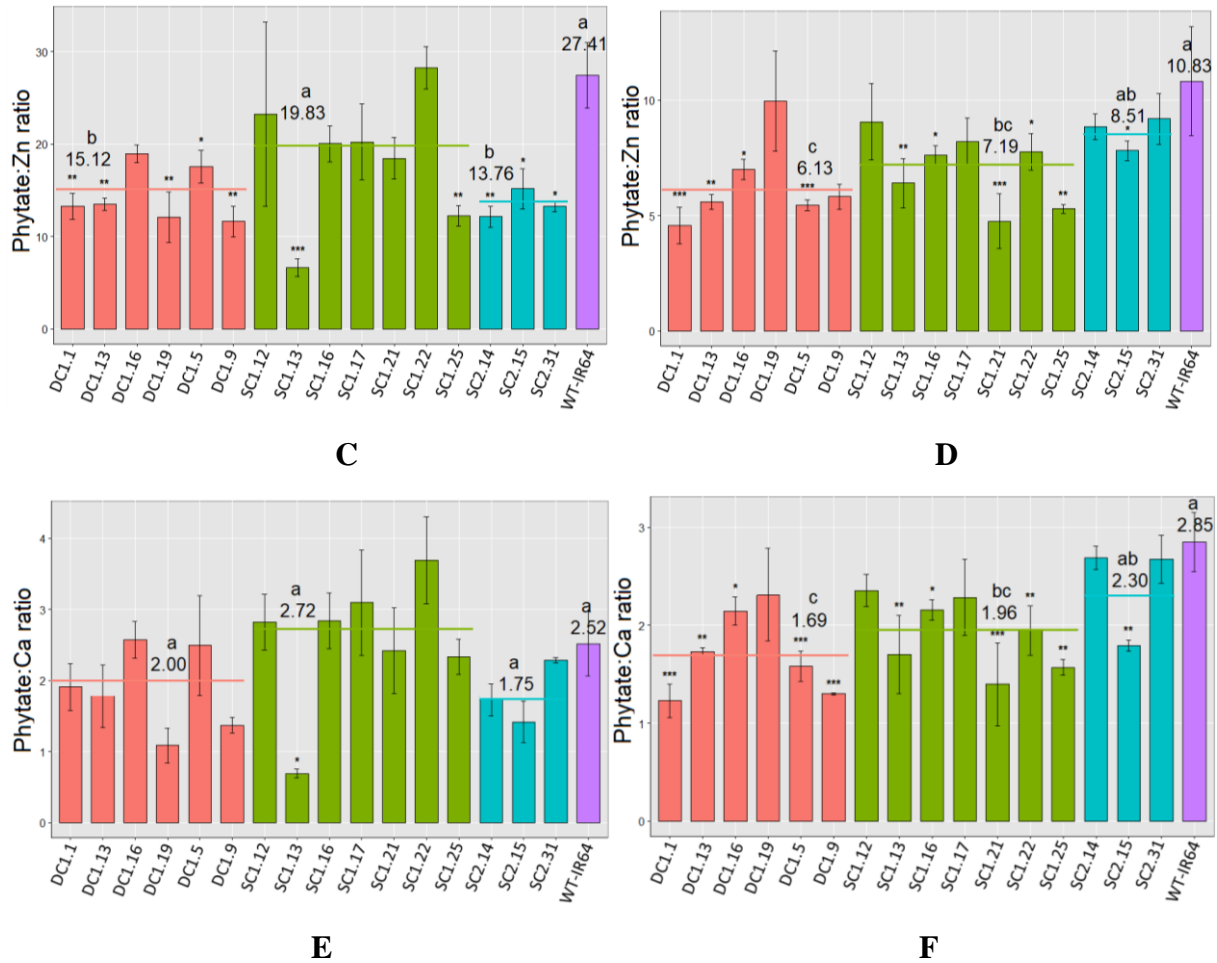 Phytate:Zn ratio
30
20
10
0
b
15.12
**
**
*
**
a
19.83
***
**
b
13.76
**
*
*
a
27.41
DC1.1
DC1.13
DC1.16
DC1.19
DC1.5
DC1.9
SC1.12
SC1.13
SC1.16
SC1.17
SC1.21
SC1.22
SC1.25
SC2.14
SC2.15
SC2.31
WT-IR64
C
Phytate:Zn ratio
10
5
0
***
**
*
c
6.13
***
**
*
bc
7.19
***
*
**
ab
8.51
*
a
10.83
DC1.1
DC1.13
DC1.16
DC1.19
DC1.5
DC1.9
SC1.12
SC1.13
SC1.16
SC1.17
SC1.21
SC1.22
SC1.25
SC2.14
SC2.15
SC2.31
WT-IR64
D
Phytate:Ca ratio
4
3
2
1
0
a
2.00
a
2.72
*
a
1.75
a
2.52
DC1.1
DC1.13
DC1.16
DC1.19
DC1.5
DC1.9
SC1.12
SC1.13
SC1.16
SC1.17
SC1.21
SC1.22
SC1.25
SC2.14
SC2.15
SC2.31
WT-IR64
E
Phytate:Ca ratio
3
2
1
0
***
**
*
c
1.69
***
***
**
*
bc
1.96
***
**
**
ab
2.30
**
a
2.85
DC1.1
DC1.13
DC1.16
DC1.19
DC1.5
DC1.9
SC1.12
SC1.13
SC1.16
SC1.17
SC1.21
SC1.22
SC1.25
SC2.14
SC2.15
SC2.31
WT-IR64
F